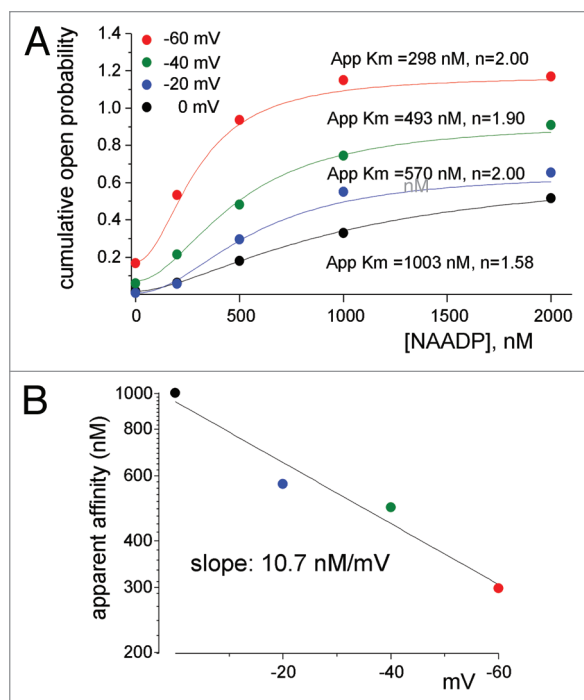 A
-60 mV
-40 mV
-20 mV
0 mV
App Km =298 nM, n=2.00
App Km =493 nM, n=1.90
App Km =570 nM, n=2.00
nM
App Km =1003 nM, n=1.58
cumulative open probability
1.4
1.2
1.0
0.8
0.6
0.4
0.2
0 500 1000 1500 2000
[NAADP], nM
B
apparent affinity (nM)
1000
800
600
400
300
200
slope: 10.7 nM/mV
-20 -40 -60
mV